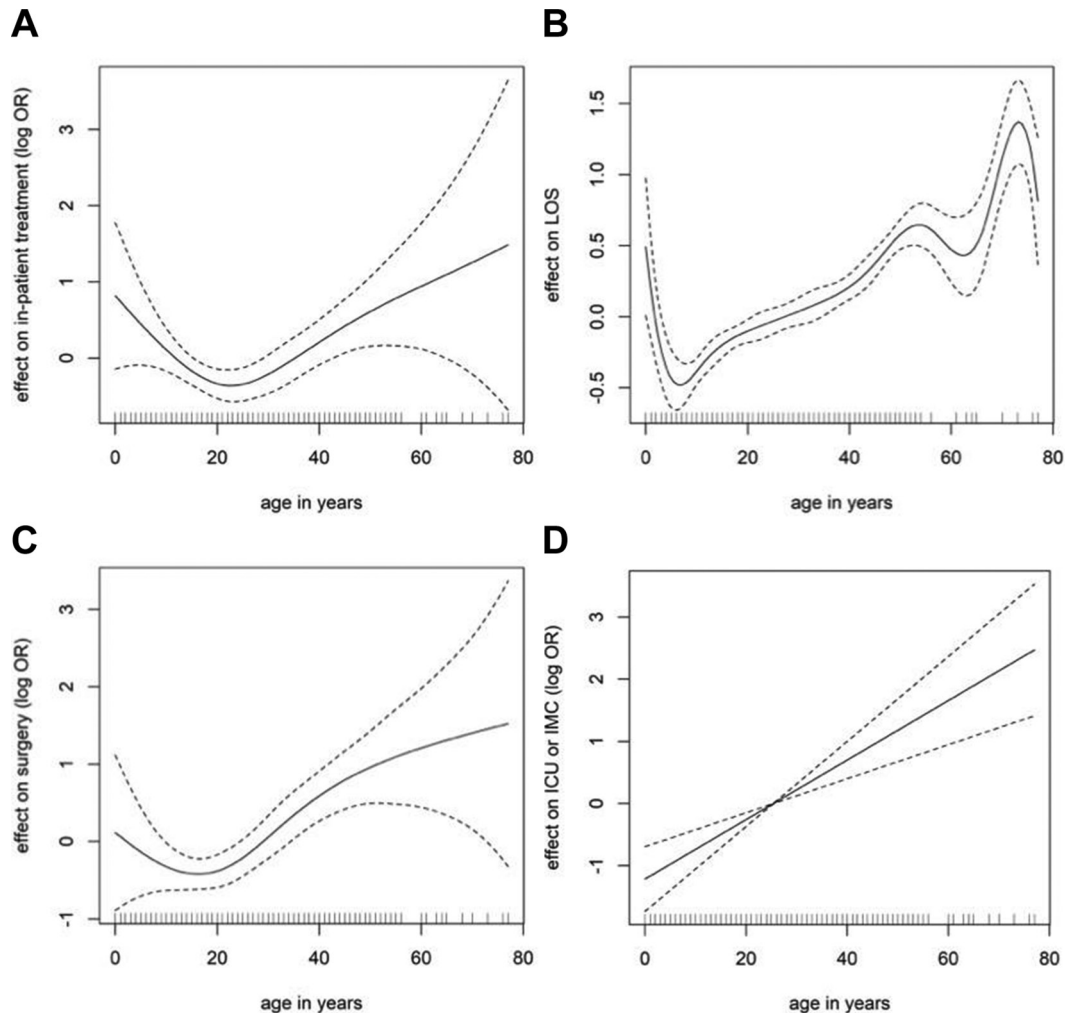 A
effect on in-patient treatment (log OR)
3
2
1
0
0 20 40 60 80
age in years
B
effect on LOS
1.5
1.0
0.5
0.0
-0.5
0 20 40 60 80
age in years
C
effect on surgery (log OR)
3
2
1
0
-1
0 20 40 60 80
age in years
D
effect on ICU or IMC (log OR)
3
2
1
0
-1
0 20 40 60 80
age in years